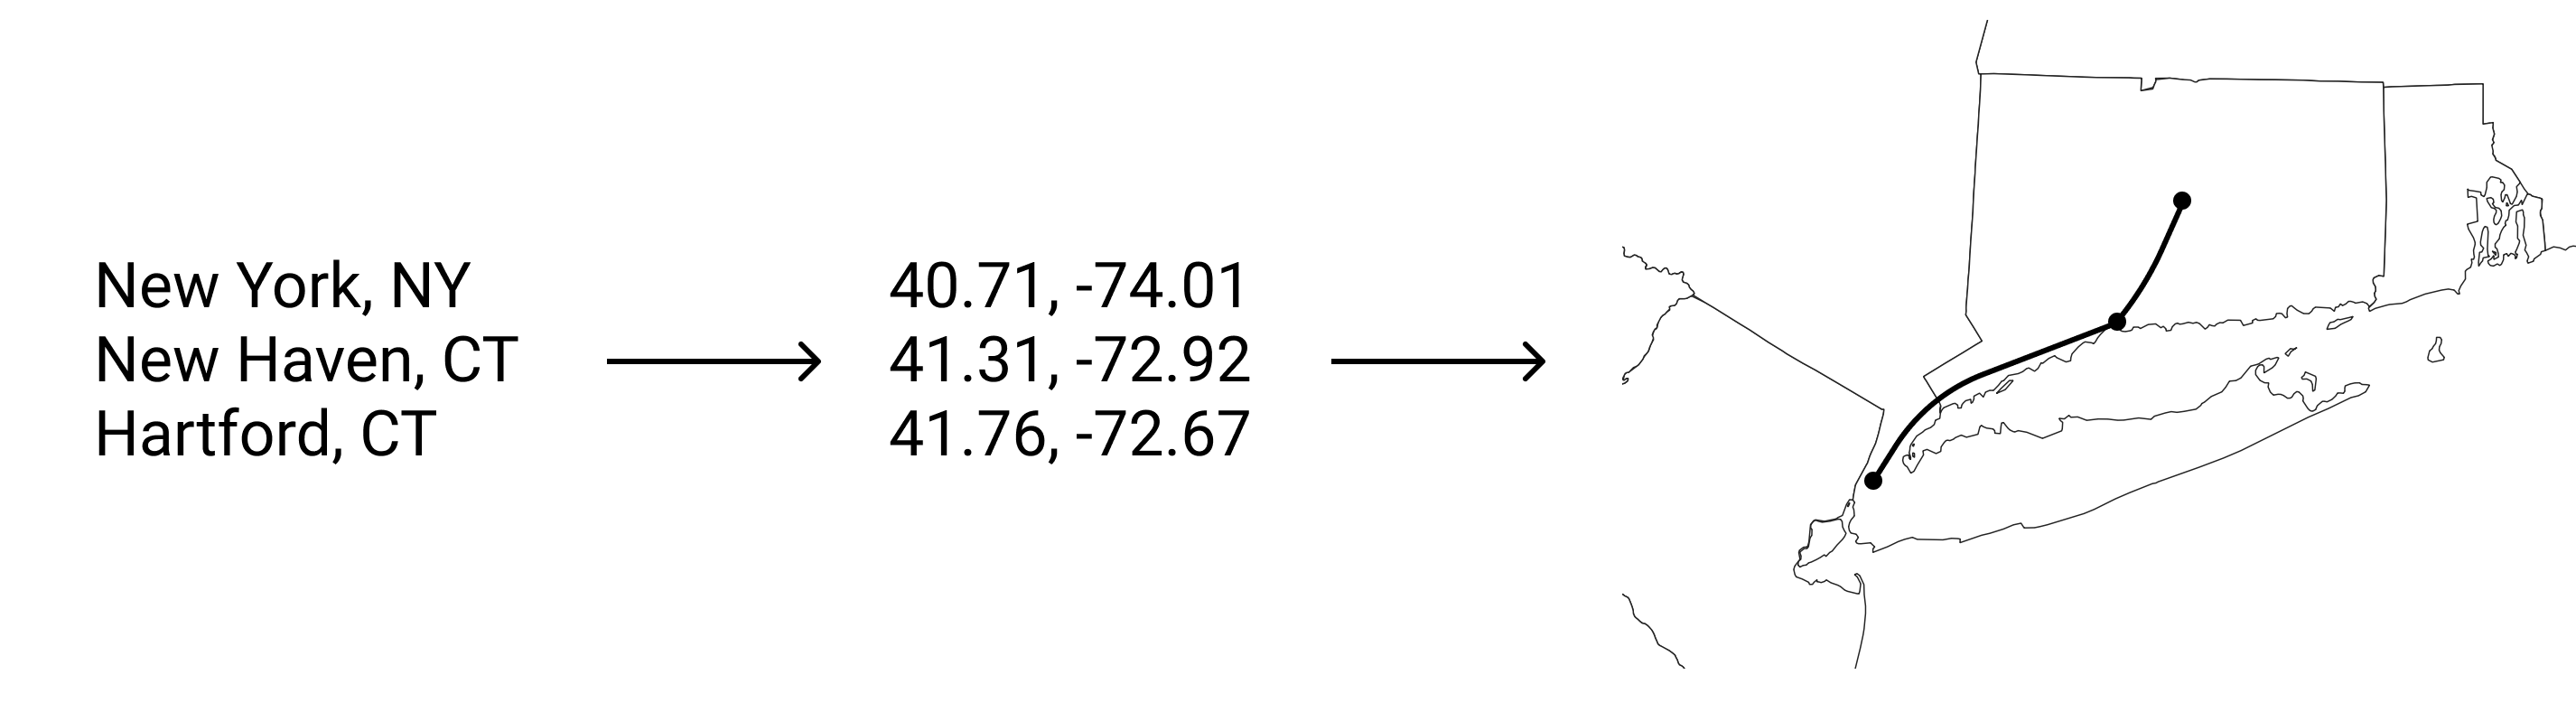 New York, NY
New Haven, CT
Hartford, CT
40.71, -74.01
41.31, -72.92
41.76, -72.67